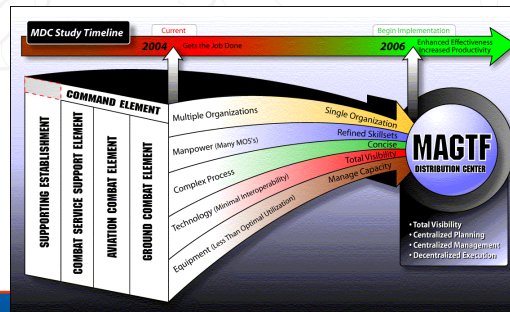 MDC Study Timeline
Current
Begin Implementation
2004 Gets the Job Done
2006 Enhanced Effectiveness
Increased Productivity
COMMAND ELEMENT
SUPPORTING ESTABLISHMENT
COMBAT SERVICE SUPPORT ELEMENT
AVIATION COMBAT ELEMENT
GROUND COMBAT ELEMENT
Multiple Organizations
Single Organization
Manpower (Many MOS's)
Refined Skillsets
Complex Process
Concise
Technology (Minimal Interoperability)
Total Visibility
Equipment (Less Than Optimal Utilization)
Manage Capacity
MAGTF
DISTRIBUTION CENTER
• Total Visibility
• Centralized Planning
• Centralized Management
• Decentralized Execution